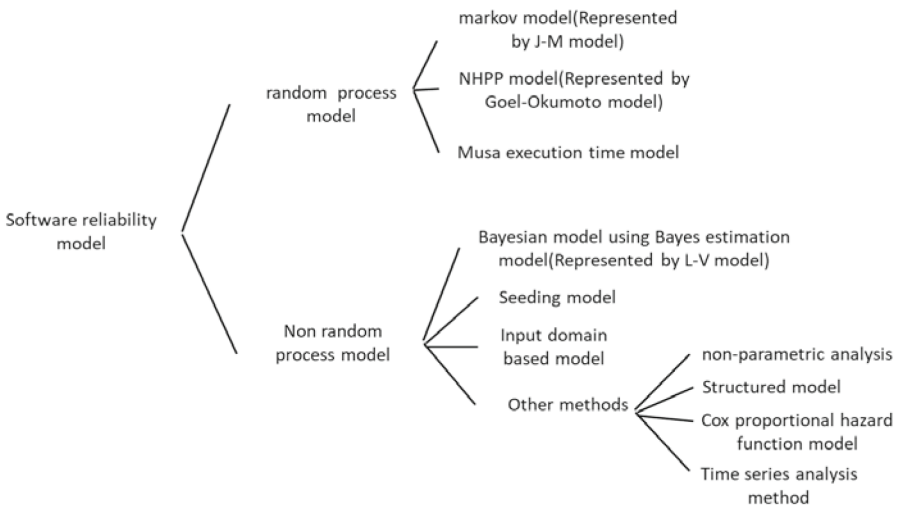 Software reliability
model
random process
model
markov model(Represented
by J-M model)
NHPP model(Represented by
Goel-Okumoto model)
Musa execution time model
Non random
process model
Bayesian model using Bayes estimation
model(Represented by L-V model)
Seeding model
Input domain
based model
Other methods
non-parametric analysis
Structured model
Cox proportional hazard
function model
Time series analysis
method